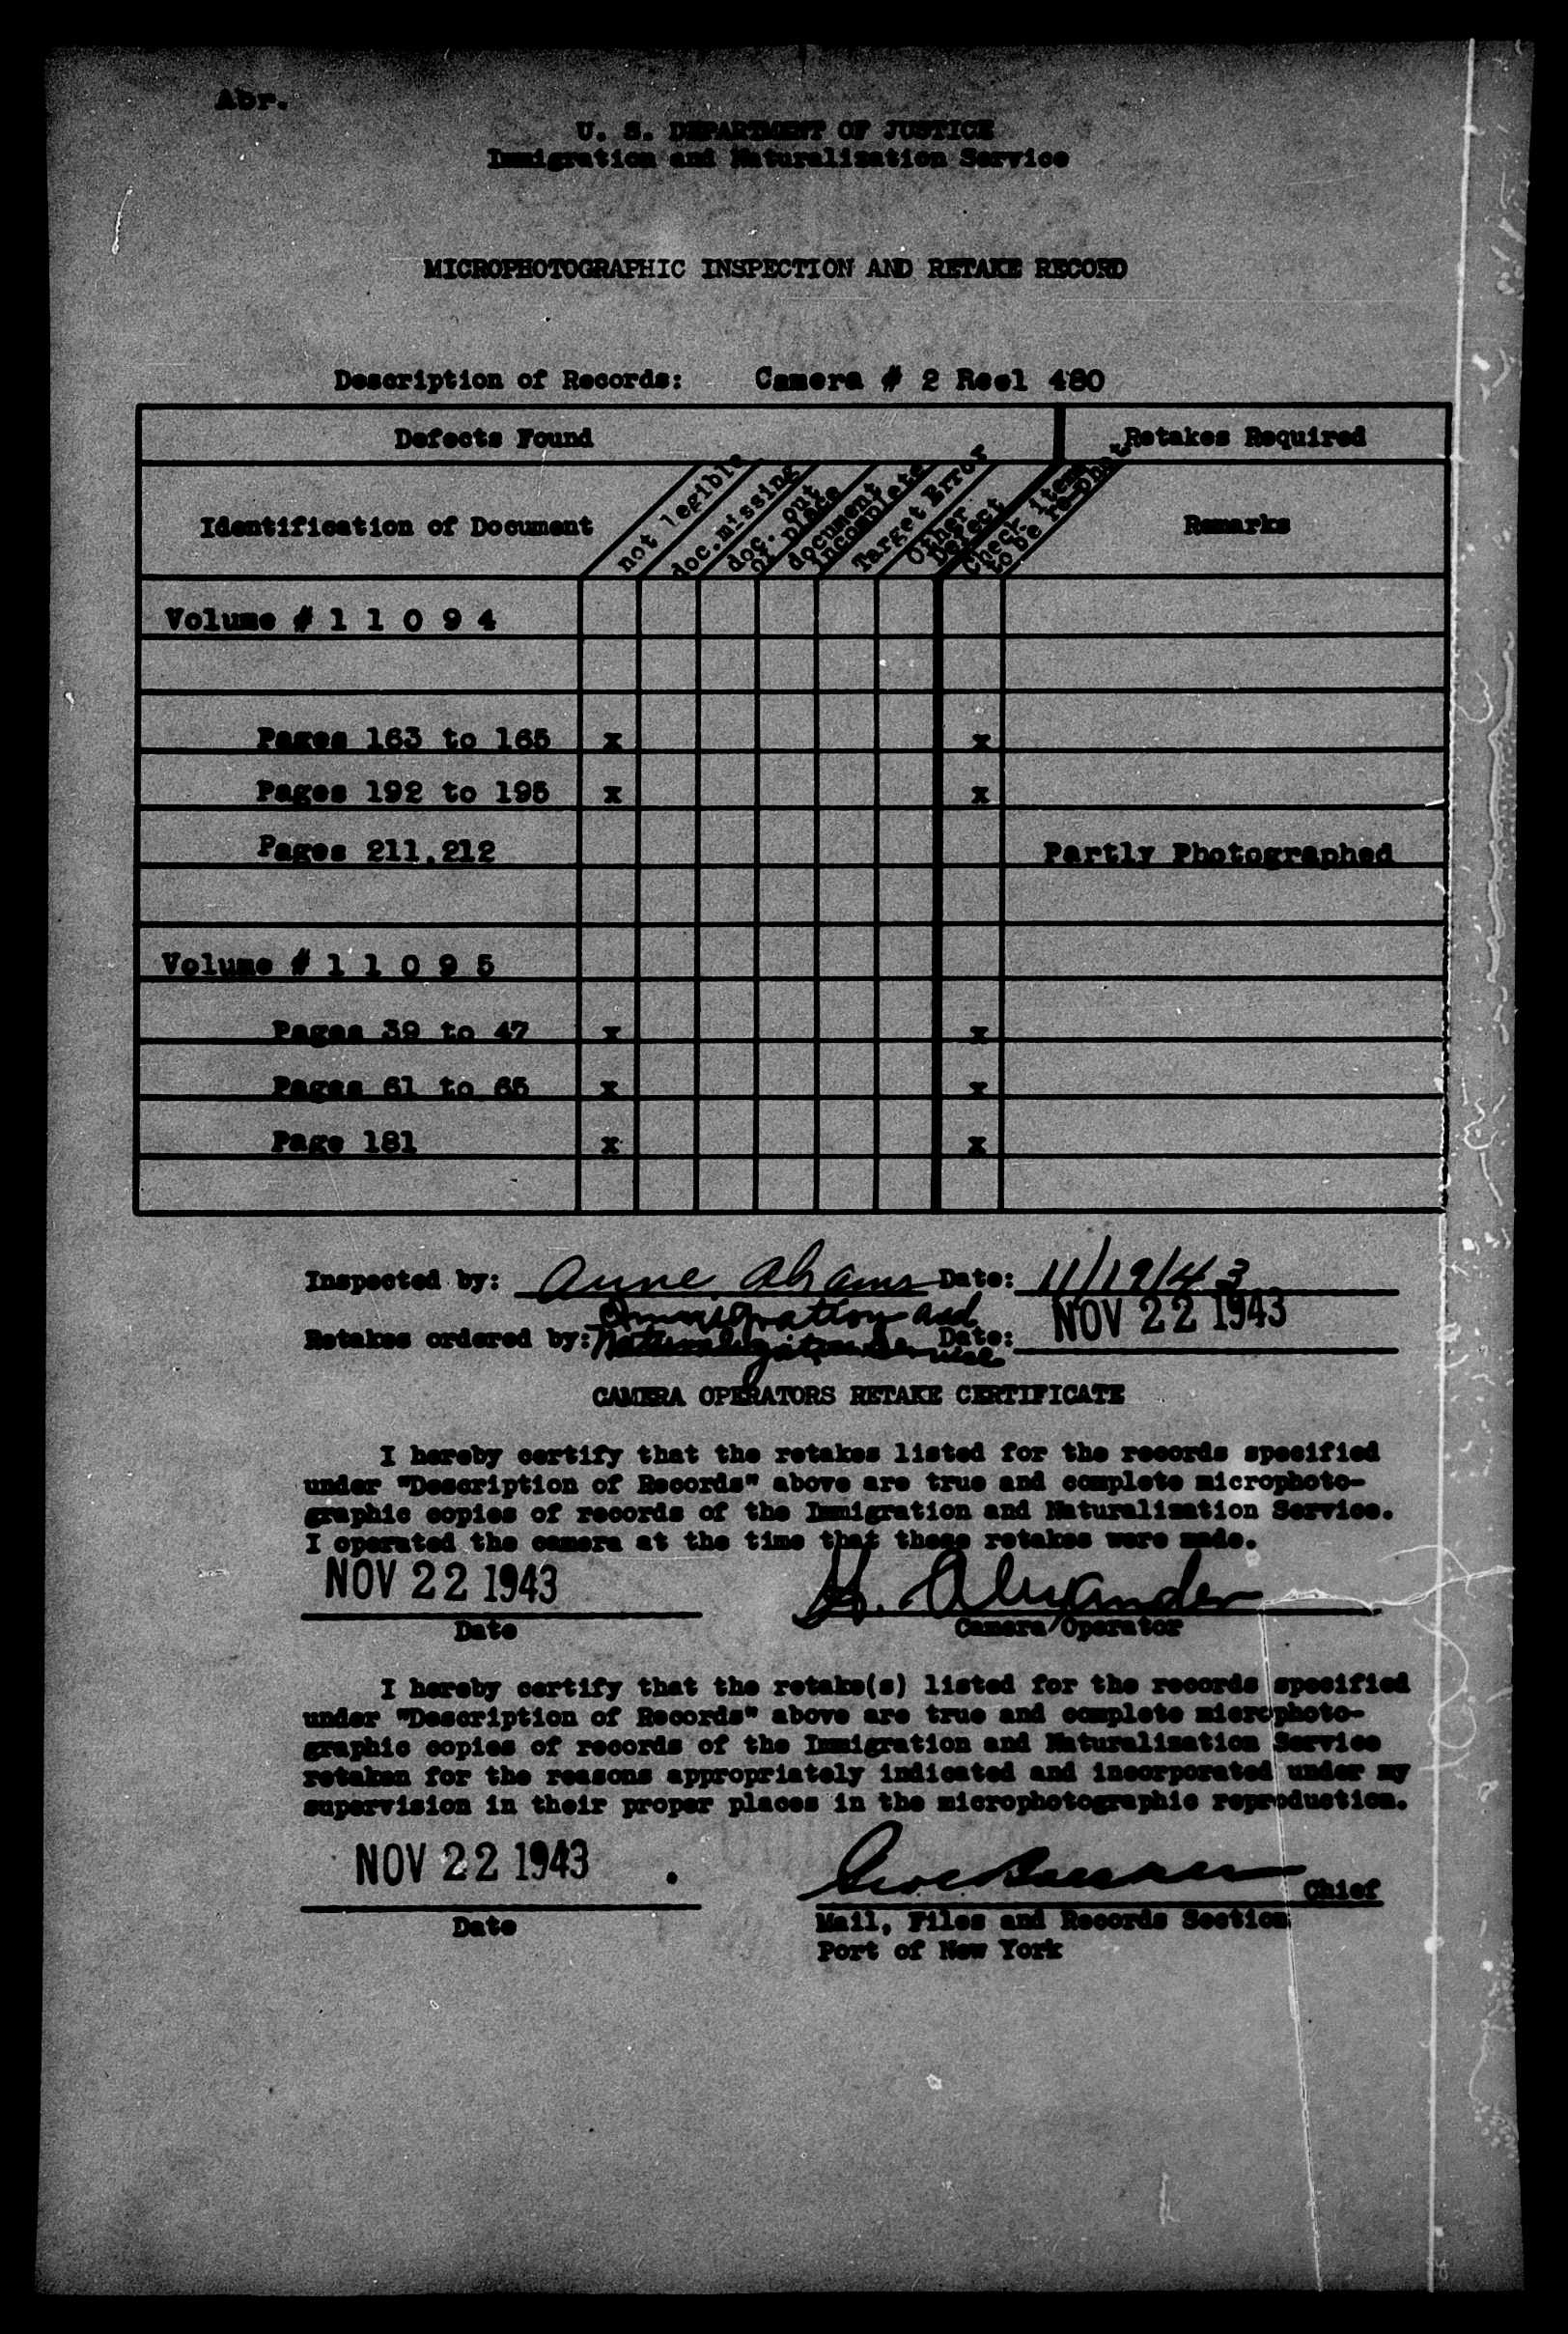 Abr.
U. S. DEPARTMENT OF JUSTICE
Immigration and Naturalization Service
MICROPHOTOGRAPHIC INSPECTION AND RETAKE RECORD
Description of Records: Camera # 2 Reel 480
Defects Found
Retakes Required
Identification of Document
not legible
doc. missing
doc. out
of place
document
incomplete
Target Error
Other
Defect
Check item
to be rephot
Remarks
Volume # 1 1 0 9 4
Pages 163 to 165 x x
Pages 192 to 195 x x
Pages 211,212 Partly Photographed
Volume # 1 1 0 9 5
Pages 39 to 47 x x
Pages 61 to 65 x x
Page 181 x x
Inspected by: Anne Abrams Date: 11/19/43
Immigration and
Retakes ordered by: Naturalization Service Date: NOV 22 1943
CAMERA OPERATORS RETAKE CERTIFICATE
I hereby certify that the retakes listed for the records specified
under "Description of Records" above are true and complete microphoto-
graphic copies of records of the Immigration and Naturalization Service.
I operated the camera at the time that these retakes were made.
NOV 22 1943 H. Alexander
Date Camera Operator
I hereby certify that the retake(s) listed for the records specified
under "Description of Records" above are true and complete microphoto-
graphic copies of records of the Immigration and Naturalization Service
retaken for the reasons appropriately indicated and incorporated under my
supervision in their proper places in the microphotographic reproduction.
NOV 22 1943 Chief
Date Mail, Files and Records Section
Port of New York